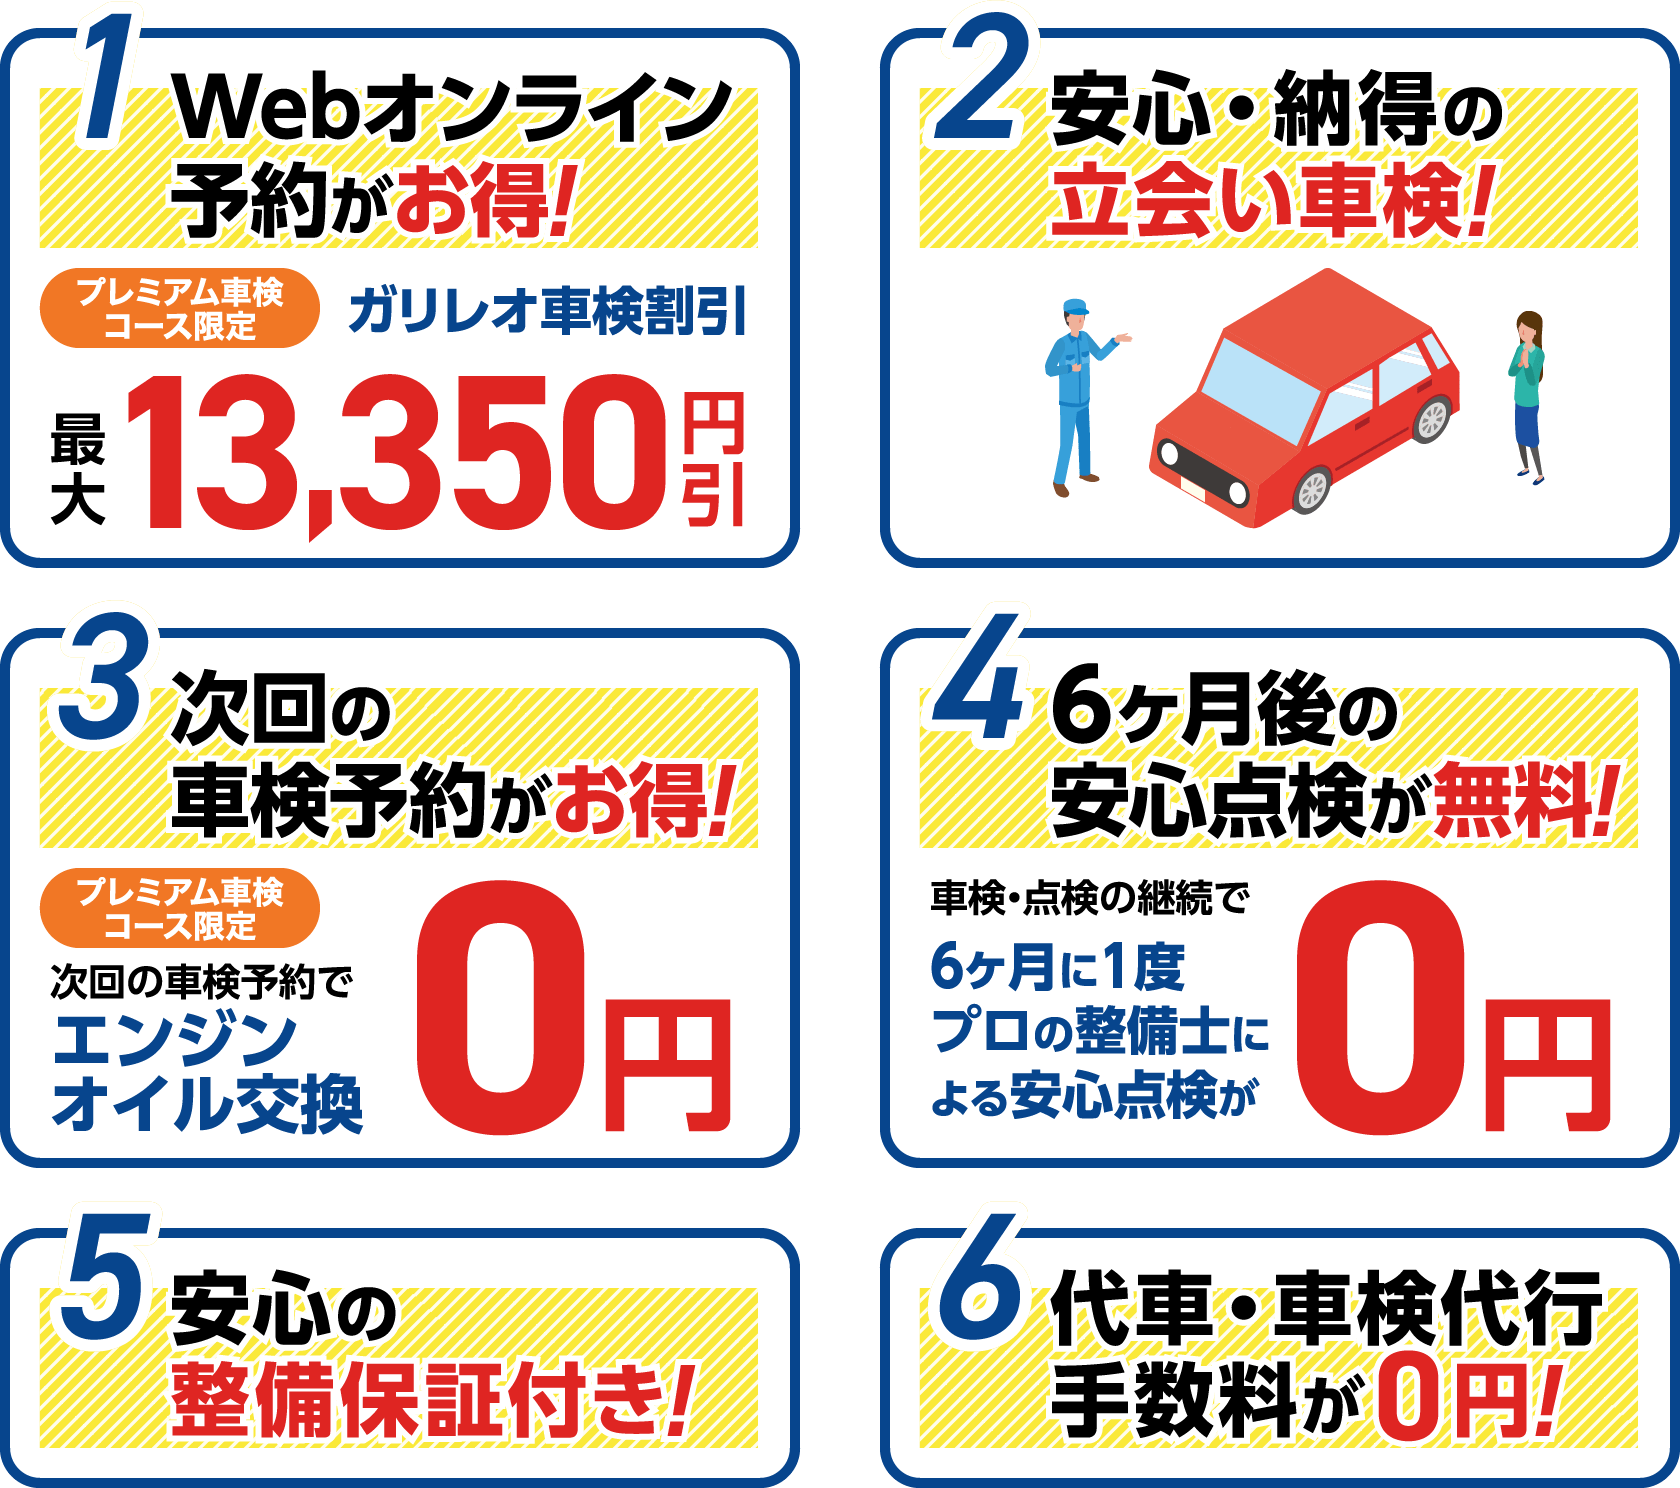 1
Webオンライン
予約がお得!
プレミアム車検
コース限定
ガリレオ車検割引
最大
13,350円引
2
安心・納得の
立会い車検!
3
次回の
車検予約がお得!
プレミアム車検
コース限定
次回の車検予約で
エンジン
オイル交換
0円
4
6ヶ月後の
安心点検が無料!
車検・点検の継続で
6ヶ月に1度
プロの整備士に
よる安心点検が
0円
5
安心の
整備保証付き!
6
代車・車検代行
手数料が0円!